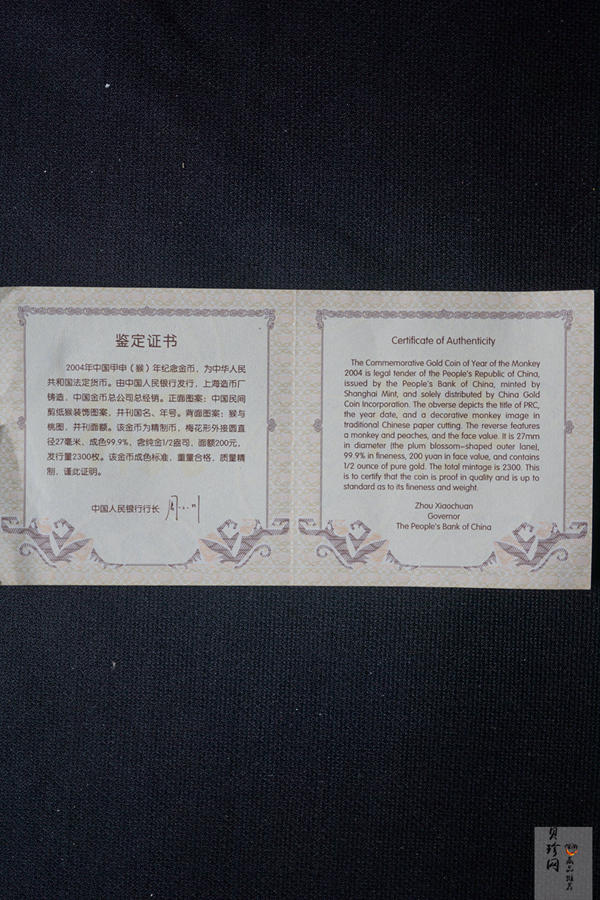 鉴定证书
2004年中国甲申（猴）年纪念金币，为中华人民
共和国法定货币。由中国人民银行发行，上海造币厂
铸造，中国金币总公司总经销。正面图案：中国民间
剪纸猴装饰图案，并刊国名、年号。背面图案：猴与
桃图，并刊面额。该金币为精制币，梅花形外接圆直
径27毫米，成色99.9%，含纯金1/2盎司，面额200元，
发行量2300枚。该金币成色标准，重量合格，质量精
制，谨此证明。
中国人民银行行长
Certificate of Authenticity
The Commemorative Gold Coin of Year of the Monkey
2004 is legal tender of the People's Republic of China,
issued by the People's Bank of China, minted by
Shanghai Mint, and solely distributed by China Gold
Coin Incorporation. The obverse depicts the title of PRC,
the year date, and a decorative monkey image in
traditional Chinese paper cutting. The reverse features
a monkey and peaches, and the face value. It is 27mm
in diameter (the plum blossom-shaped outer lane),
99.9% in fineness, 200 yuan in face value, and contains
1/2 ounce of pure gold. The total mintage is 2300. This
is to certify that the coin is proof in quality and is up to
standard as to its fineness and weight.
Zhou Xiaochuan
Governor
The People's Bank of China